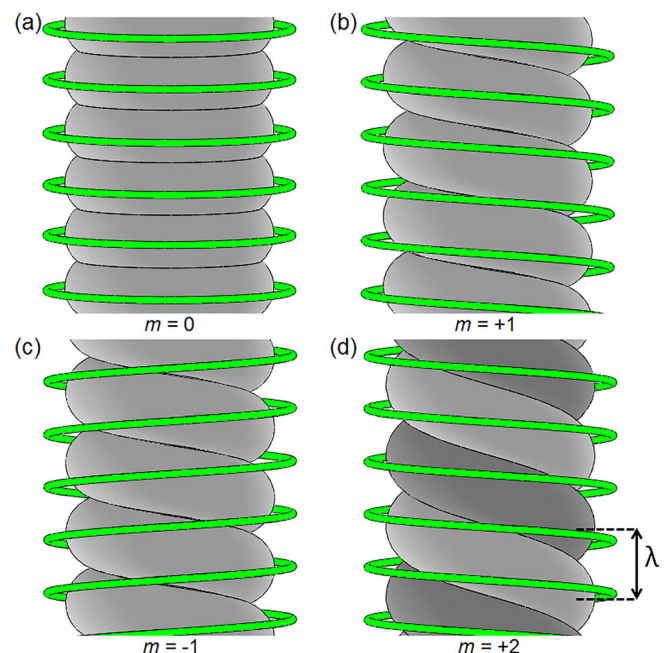 (a)
(b)
m = 0
m = +1
(c)
(d)
λ
m = -1
m = +2